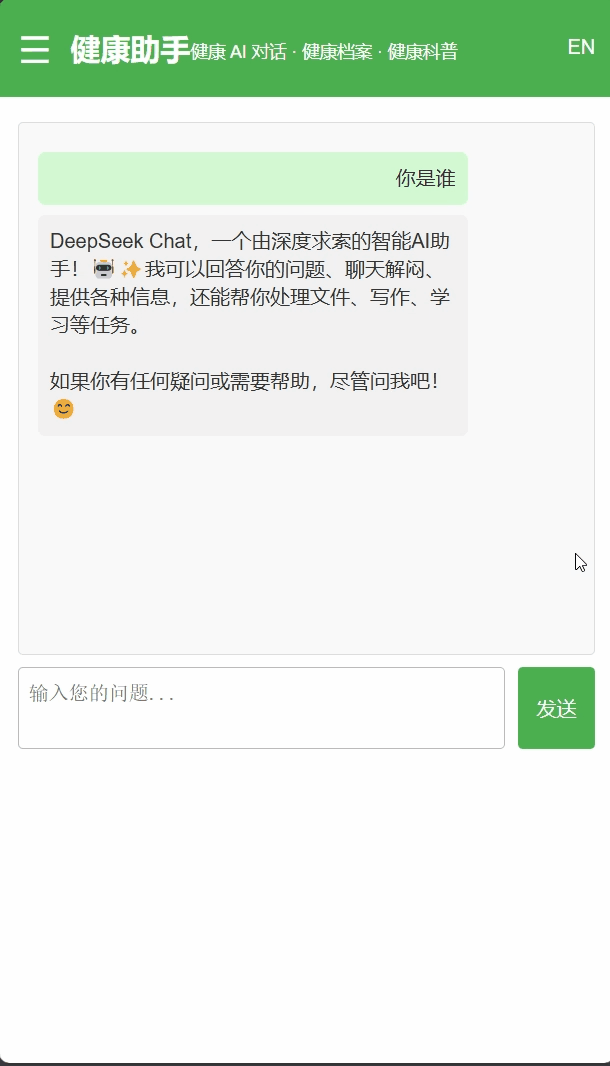 健康助手健康 AI 对话 · 健康档案 · 健康科普
EN
你是谁
DeepSeek Chat，一个由深度求索的智能AI助
手！🤖✨我可以回答你的问题、聊天解闷、
提供各种信息，还能帮你处理文件、写作、学
习等任务。
如果你有任何疑问或需要帮助，尽管问我吧！
😊
输入您的问题...
发送